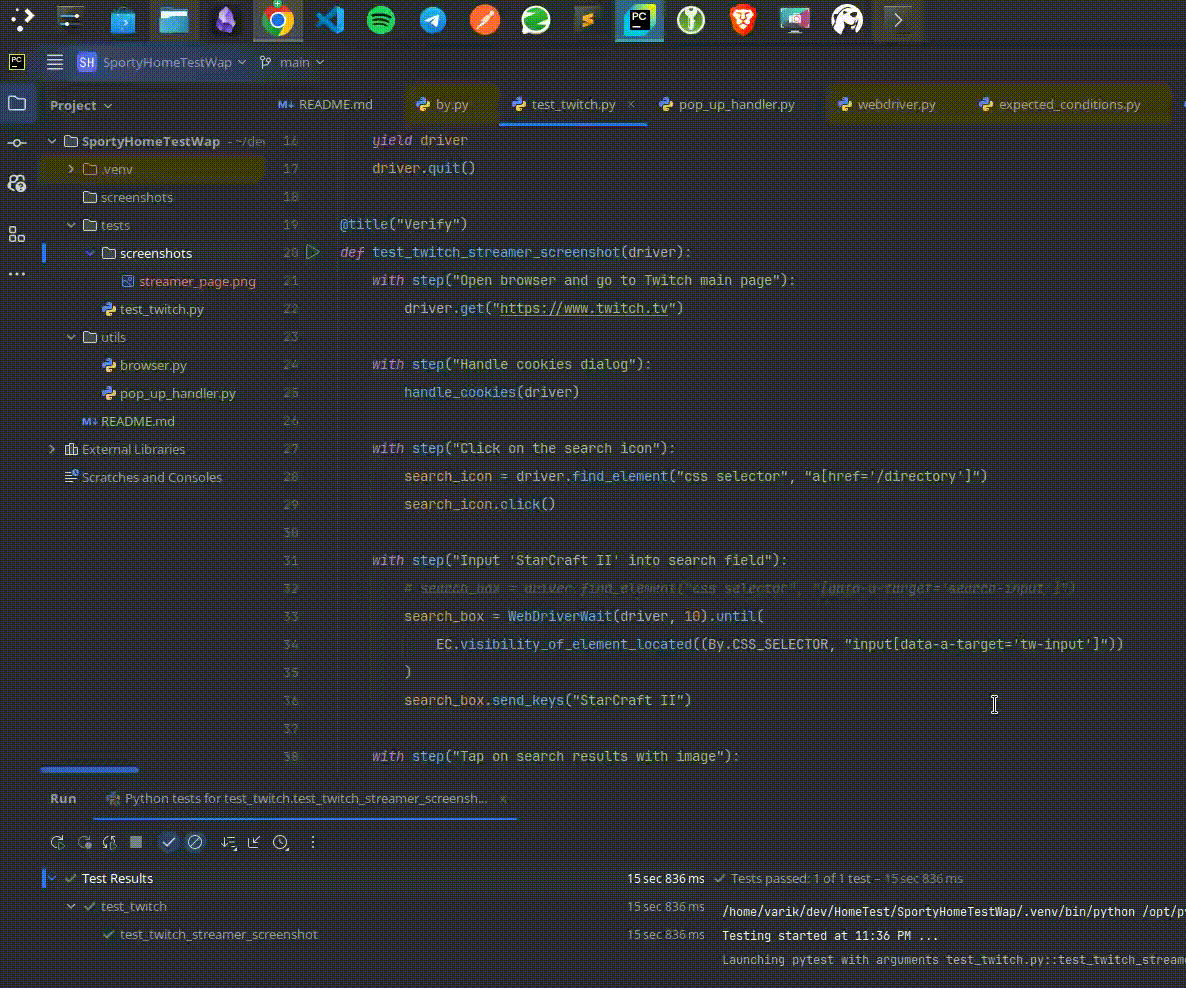 PC
PC
SH SportyHomeTestWap main
Project
README.md by.py test_twitch.py × pop_up_handler.py webdriver.py expected_conditions.py
SportyHomeTestWap - ~/de
.venv
screenshots
tests
screenshots
streamer_page.png
test_twitch.py
utils
browser.py
pop_up_handler.py
README.md
External Libraries
Scratches and Consoles
16 yield driver
17 driver.quit()
18
19 @title("Verify")
20 def test_twitch_streamer_screenshot(driver):
21 with step("Open browser and go to Twitch main page"):
22 driver.get("https://www.twitch.tv")
23
24 with step("Handle cookies dialog"):
25 handle_cookies(driver)
26
27 with step("Click on the search icon"):
28 search_icon = driver.find_element("css selector", "a[href='/directory']")
29 search_icon.click()
30
31 with step("Input 'StarCraft II' into search field"):
32 # search_box = driver.find_element("css selector", "[data-a-target='search-input']")
33 search_box = WebDriverWait(driver, 10).until(
34 EC.visibility_of_element_located((By.CSS_SELECTOR, "input[data-a-target='tw-input']"))
35 )
36 search_box.send_keys("StarCraft II")
37
38 with step("Tap on search results with image"):
Run Python tests for test_twitch.test_twitch_streamer_screensh... ×
Test Results 15 sec 836 ms
test_twitch 15 sec 836 ms
test_twitch_streamer_screenshot 15 sec 836 ms
Tests passed: 1 of 1 test – 15 sec 836 ms
/home/varik/dev/HomeTest/SportyHomeTestWap/.venv/bin/python /opt/py
Testing started at 11:36 PM ...
Launching pytest with arguments test_twitch.py::test_twitch_stream